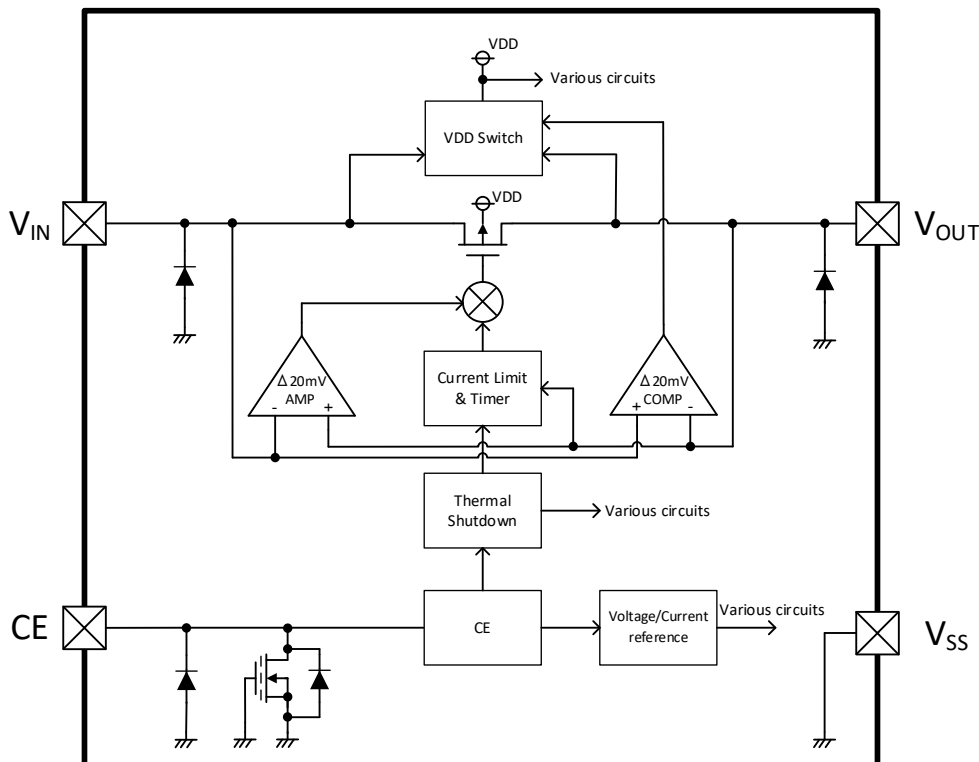 VDD
Various circuits
VDD Switch
VDD
VIN
VOUT
Δ20mV
AMP
- +
Current Limit
& Timer
Δ20mV
COMP
+ -
Thermal
Shutdown
Various circuits
CE
CE
Voltage/Current
reference
Various circuits
VSS